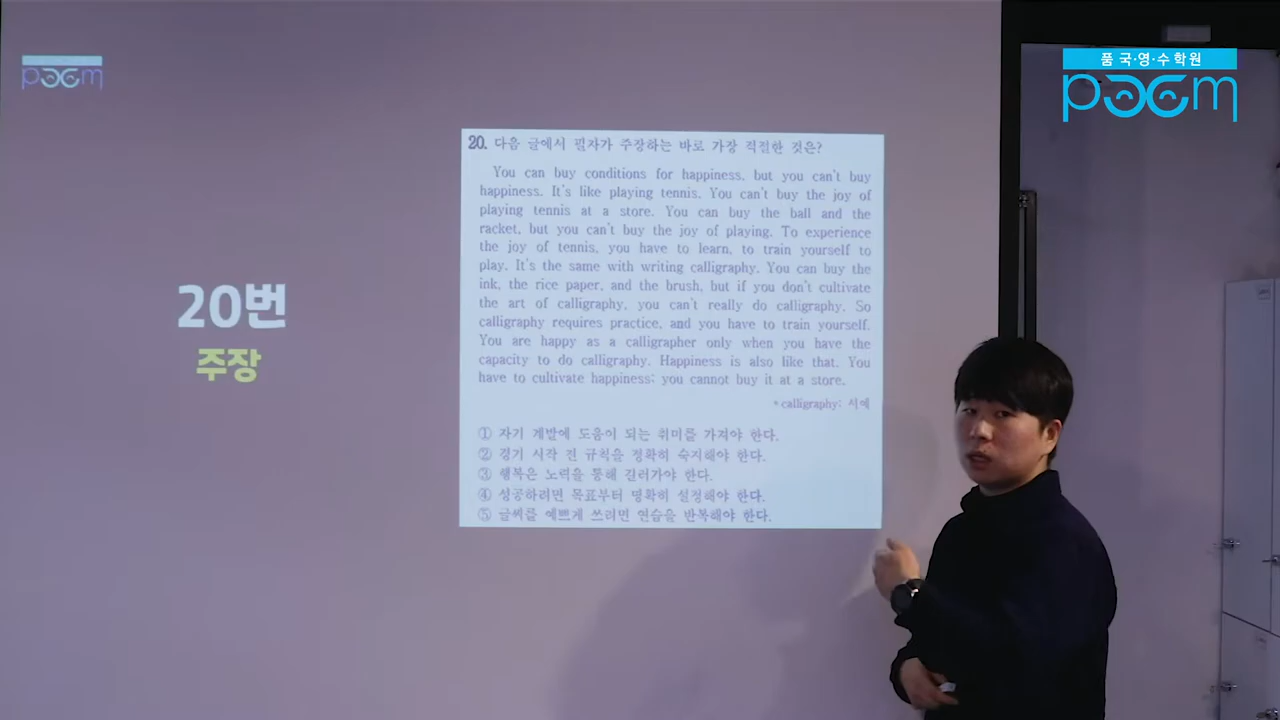 poem
품 국·영·수 학원
poem
20번
주장
20. 다음 글에서 필자가 주장하는 바로 가장 적절한 것은?
You can buy conditions for happiness, but you can't buy
happiness. It's like playing tennis. You can't buy the joy of
playing tennis at a store. You can buy the ball and the
racket, but you can't buy the joy of playing. To experience
the joy of tennis, you have to learn, to train yourself to
play. It's the same with writing calligraphy. You can buy the
ink, the rice paper, and the brush, but if you don't cultivate
the art of calligraphy, you can't really do calligraphy. So
calligraphy requires practice, and you have to train yourself.
You are happy as a calligrapher only when you have the
capacity to do calligraphy. Happiness is also like that. You
have to cultivate happiness; you cannot buy it at a store.
* calligraphy: 서예
① 자기 계발에 도움이 되는 취미를 가져야 한다.
② 경기 시작 전 규칙을 정확히 숙지해야 한다.
③ 행복은 노력을 통해 길러가야 한다.
④ 성공하려면 목표부터 명확히 설정해야 한다.
⑤ 글씨를 예쁘게 쓰려면 연습을 반복해야 한다.